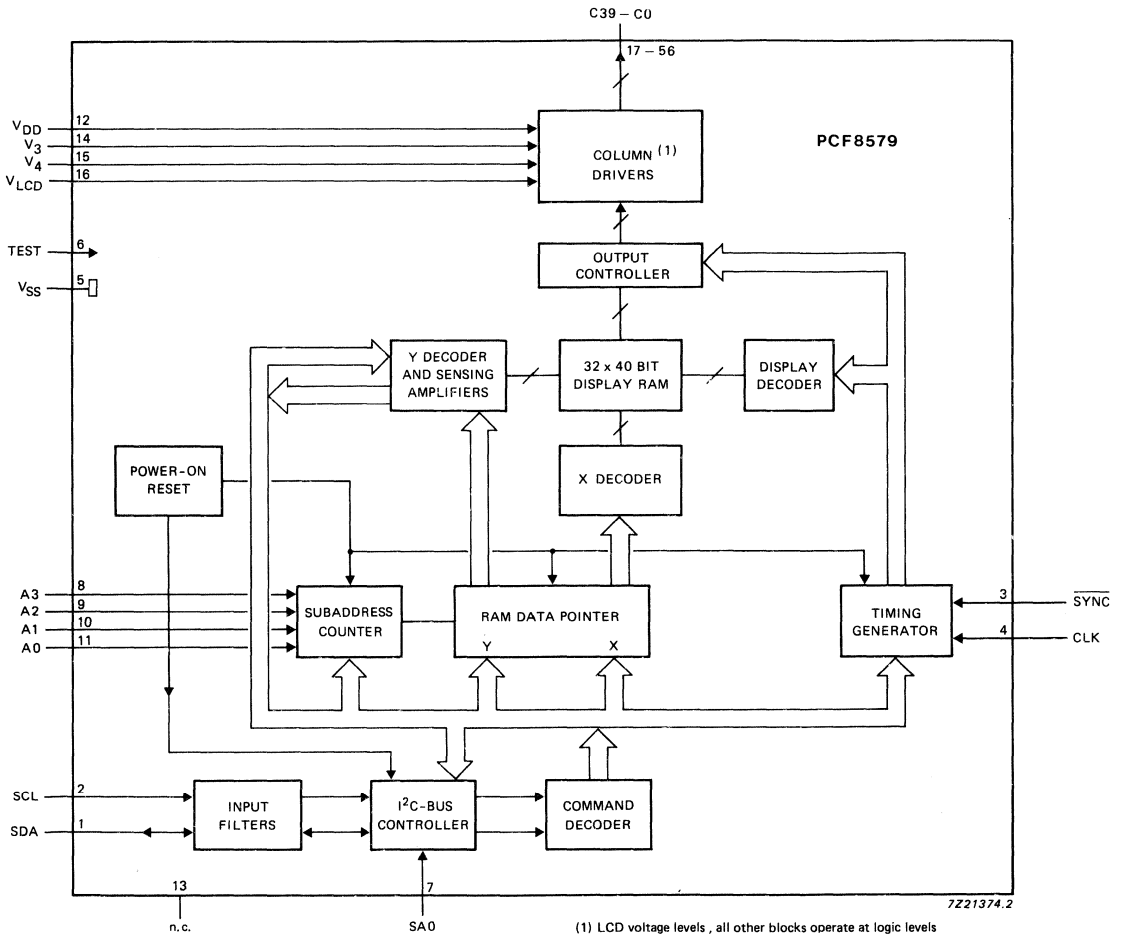 C39 – C0
17 – 56
PCF8579
V_DD 12
V_3 14
V_4 15
V_LCD 16
COLUMN (1)
DRIVERS
TEST 6
V_SS 5
OUTPUT
CONTROLLER
Y DECODER
AND SENSING
AMPLIFIERS
32 x 40 BIT
DISPLAY RAM
DISPLAY
DECODER
POWER-ON
RESET
X DECODER
A3 8
A2 9
A1 10
A0 11
SUBADDRESS
COUNTER
RAM DATA POINTER
Y X
TIMING
GENERATOR
3 SYNC
4 CLK
SCL 2
SDA 1
INPUT
FILTERS
I²C-BUS
CONTROLLER
COMMAND
DECODER
13
n.c.
7
SA0
7Z21374.2
(1) LCD voltage levels , all other blocks operate at logic levels